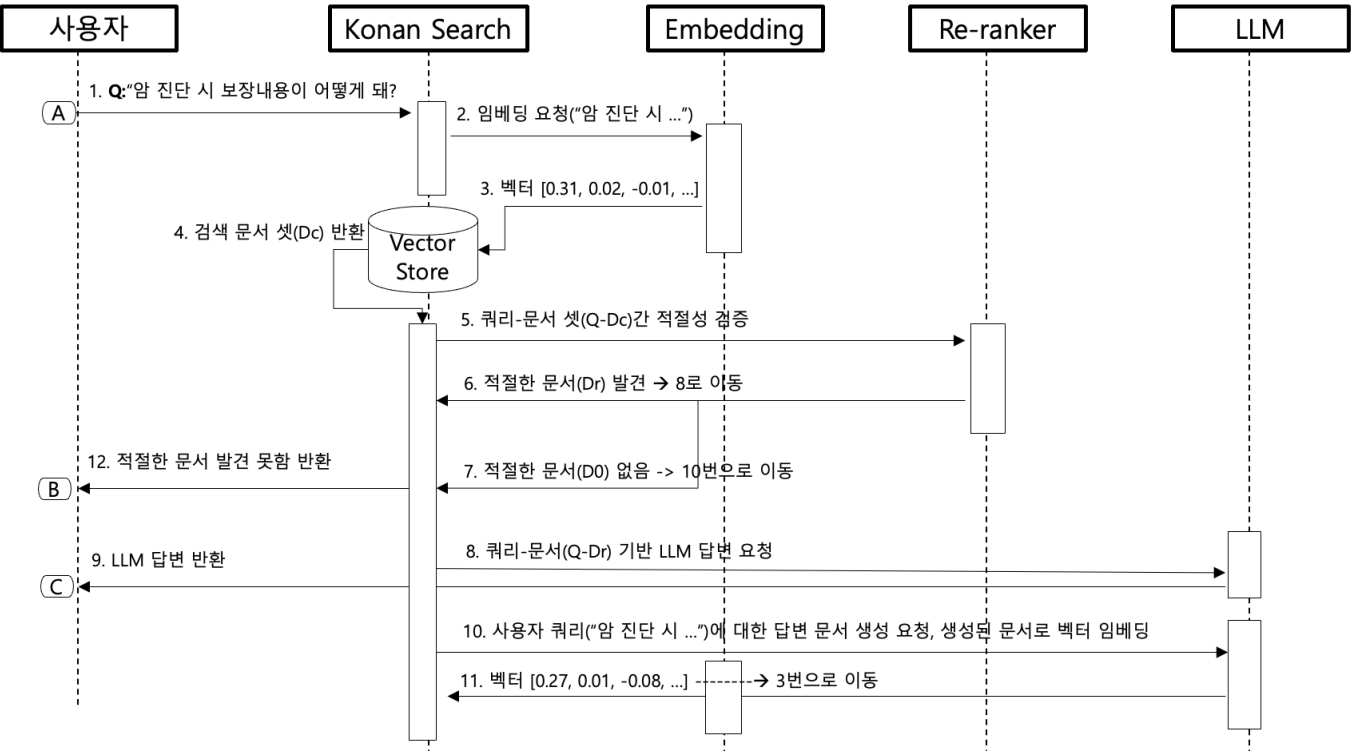 사용자
Konan Search
Embedding
Re-ranker
LLM
1. Q:“암 진단 시 보장내용이 어떻게 돼?
A
2. 임베딩 요청(“암 진단 시 ...”)
3. 벡터 [0.31, 0.02, -0.01, ...]
4. 검색 문서 셋(Dc) 반환
Vector
Store
5. 쿼리-문서 셋(Q-Dc)간 적절성 검증
6. 적절한 문서(Dr) 발견 → 8로 이동
12. 적절한 문서 발견 못함 반환
7. 적절한 문서(D0) 없음 -> 10번으로 이동
B
8. 쿼리-문서(Q-Dr) 기반 LLM 답변 요청
9. LLM 답변 반환
C
10. 사용자 쿼리(“암 진단 시 ...”)에 대한 답변 문서 생성 요청, 생성된 문서로 벡터 임베딩
11. 벡터 [0.27, 0.01, -0.08, ...] ---------→ 3번으로 이동